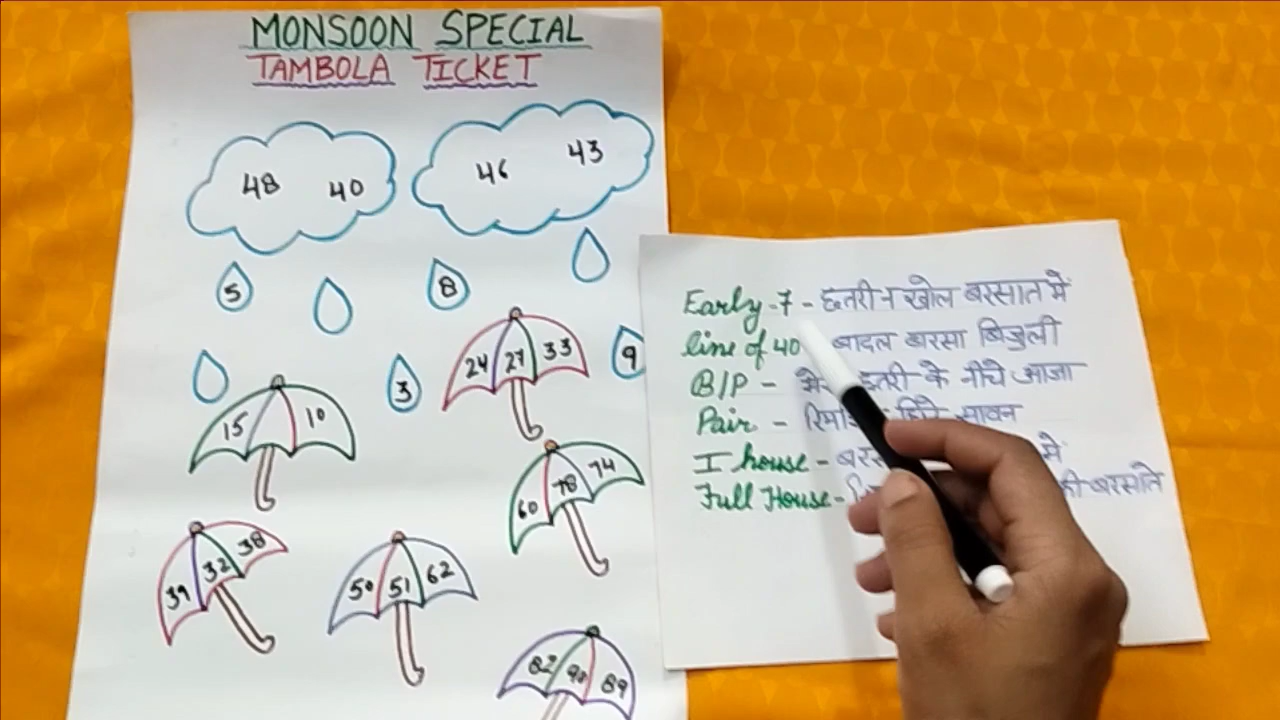 MONSOON SPECIAL
TAMBOLA TICKET
48 40
46 43
5
8
9
3
24 27 33
15 10
60 78 74
39 32 38
50 51 62
82 90 89
Early-7 - छतरी न खोल बरसात में
line of 40 बादल बरसा बिजुली
B/P - छतरी के नीचे आजा
Pair - सावन
I house - में
Full House - की बरसाते